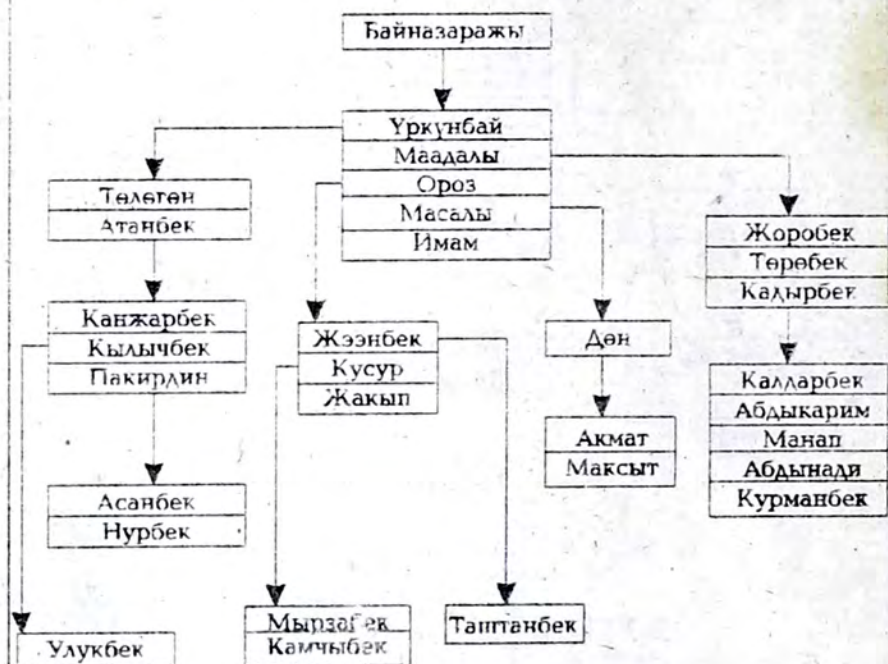 Байназаражы
Үркүнбай
Маадалы
Ороз
Масалы
Имам
Төлөгөн
Атанбек
Жоробек
Төрөбек
Кадырбек
Канжарбек
Кылычбек
Пакирдин
Жээнбек
Кусур
Жакып
Дөн
Калдарбек
Абдыкарим
Манап
Абдынади
Курманбек
Акмат
Максыт
Асанбек
Нурбек
Мырзабек
Камчыбек
Таштанбек
Улукбек